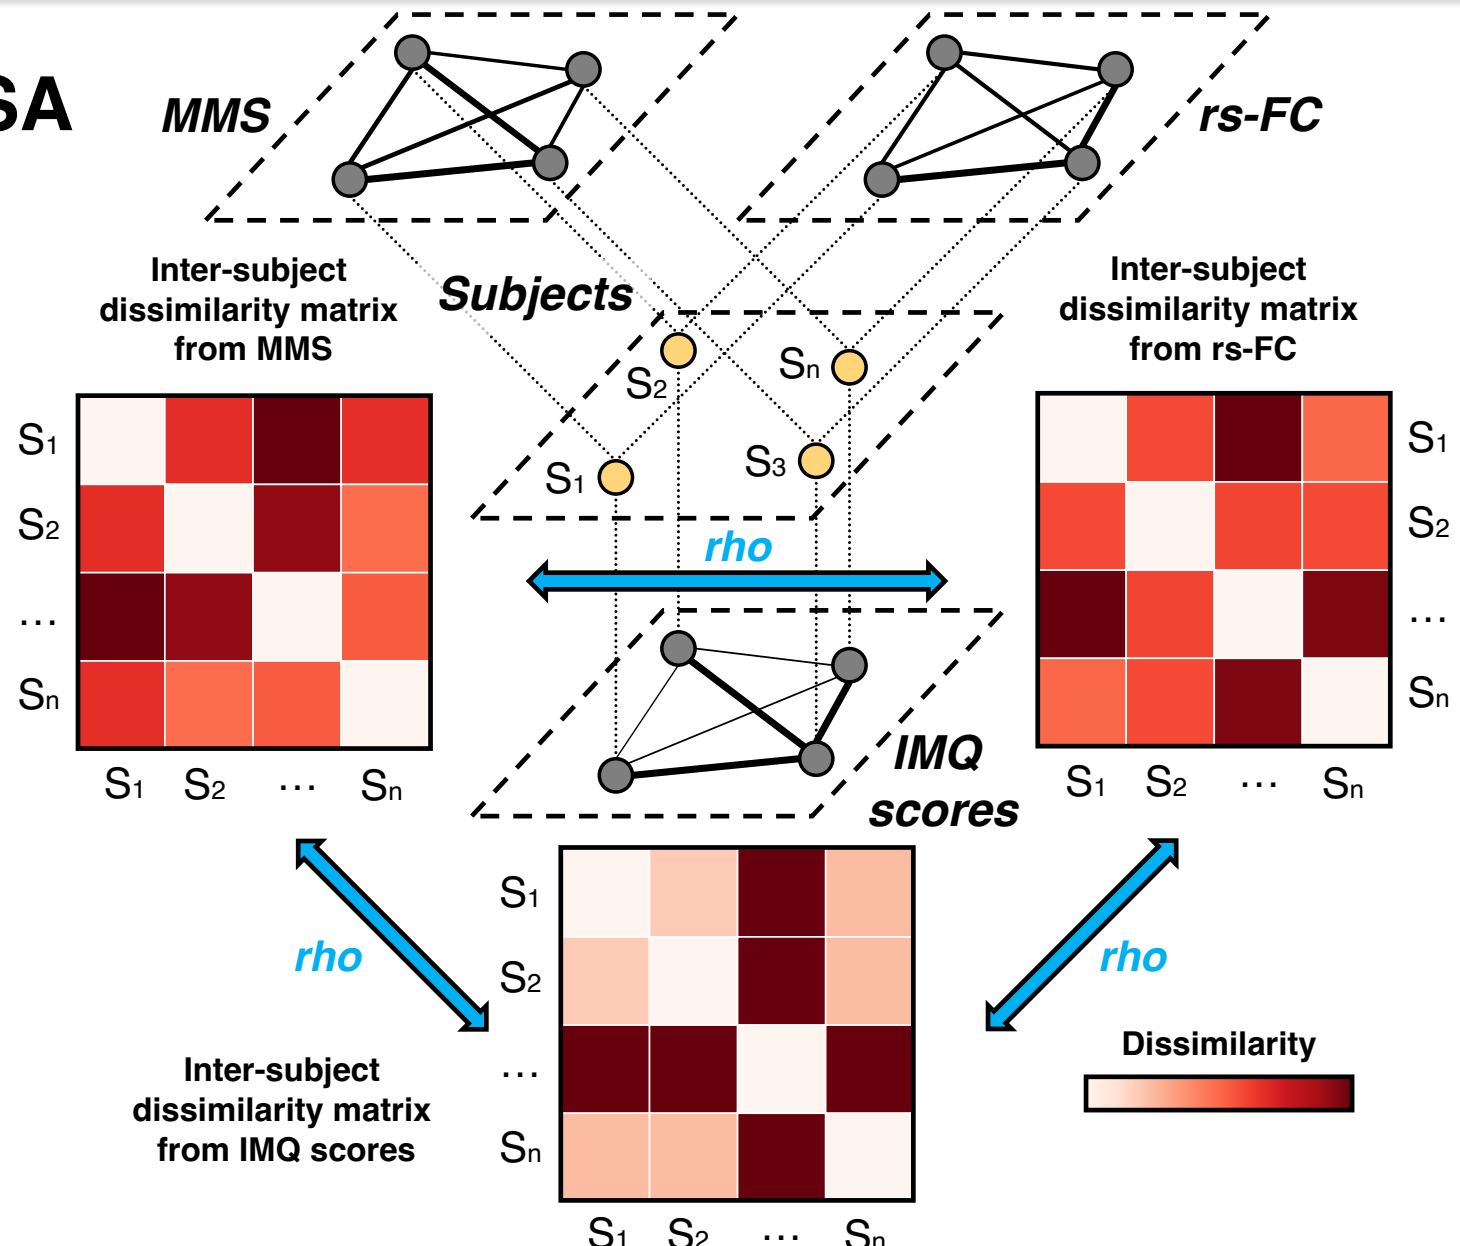 SA
MMS
rs-FC
Inter-subject
dissimilarity matrix
from MMS
Subjects
Inter-subject
dissimilarity matrix
from rs-FC
S2
Sn
S1
S3
S1
S2
...
Sn
S1 S2 ... Sn
rho
S1
S2
...
Sn
S1 S2 ... Sn
IMQ
scores
rho
rho
S1
S2
...
Sn
S1 S2 ... Sn
Inter-subject
dissimilarity matrix
from IMQ scores
Dissimilarity